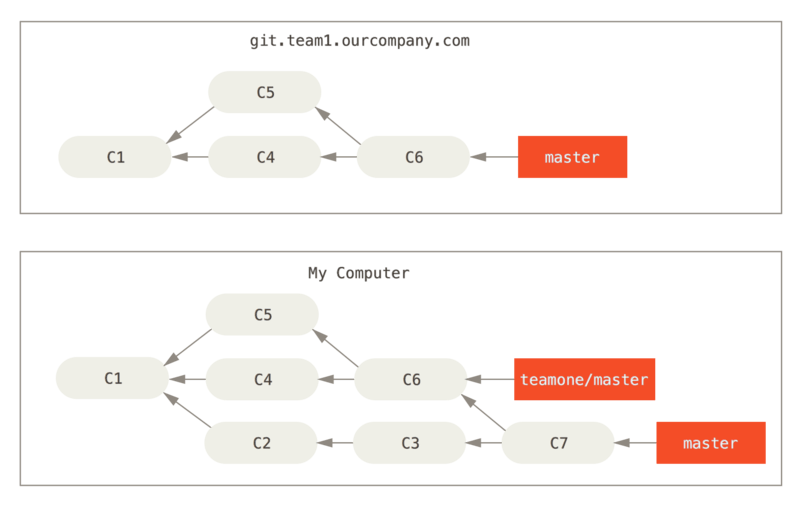 git.team1.ourcompany.com
C5
C1
C4
C6
master
My Computer
C5
C1
C4
C6
teamone/master
C2
C3
C7
master